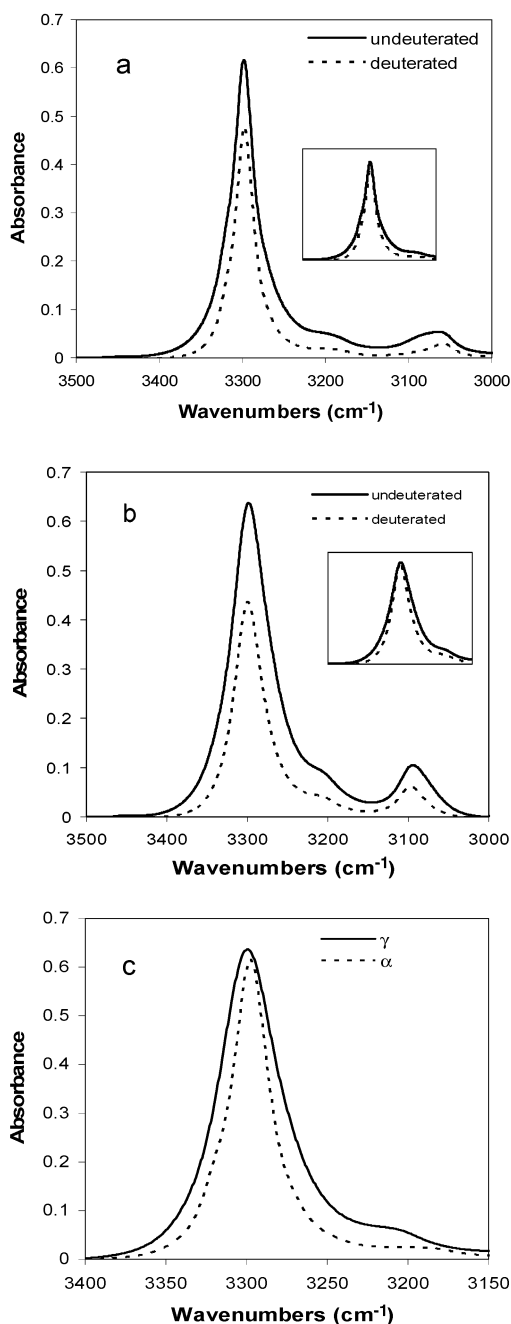 0.7
0.6
0.5
0.4
0.3
0.2
0.1
0
Absorbance
a
undeuterated
deuterated
3500 3400 3300 3200 3100 3000
Wavenumbers (cm-1)
0.7
0.6
0.5
0.4
0.3
0.2
0.1
0
Absorbance
b
undeuterated
deuterated
3500 3400 3300 3200 3100 3000
Wavenumbers (cm-1)
0.7
0.6
0.5
0.4
0.3
0.2
0.1
0
Absorbance
c
γ
α
3400 3350 3300 3250 3200 3150
Wavenumbers (cm-1)